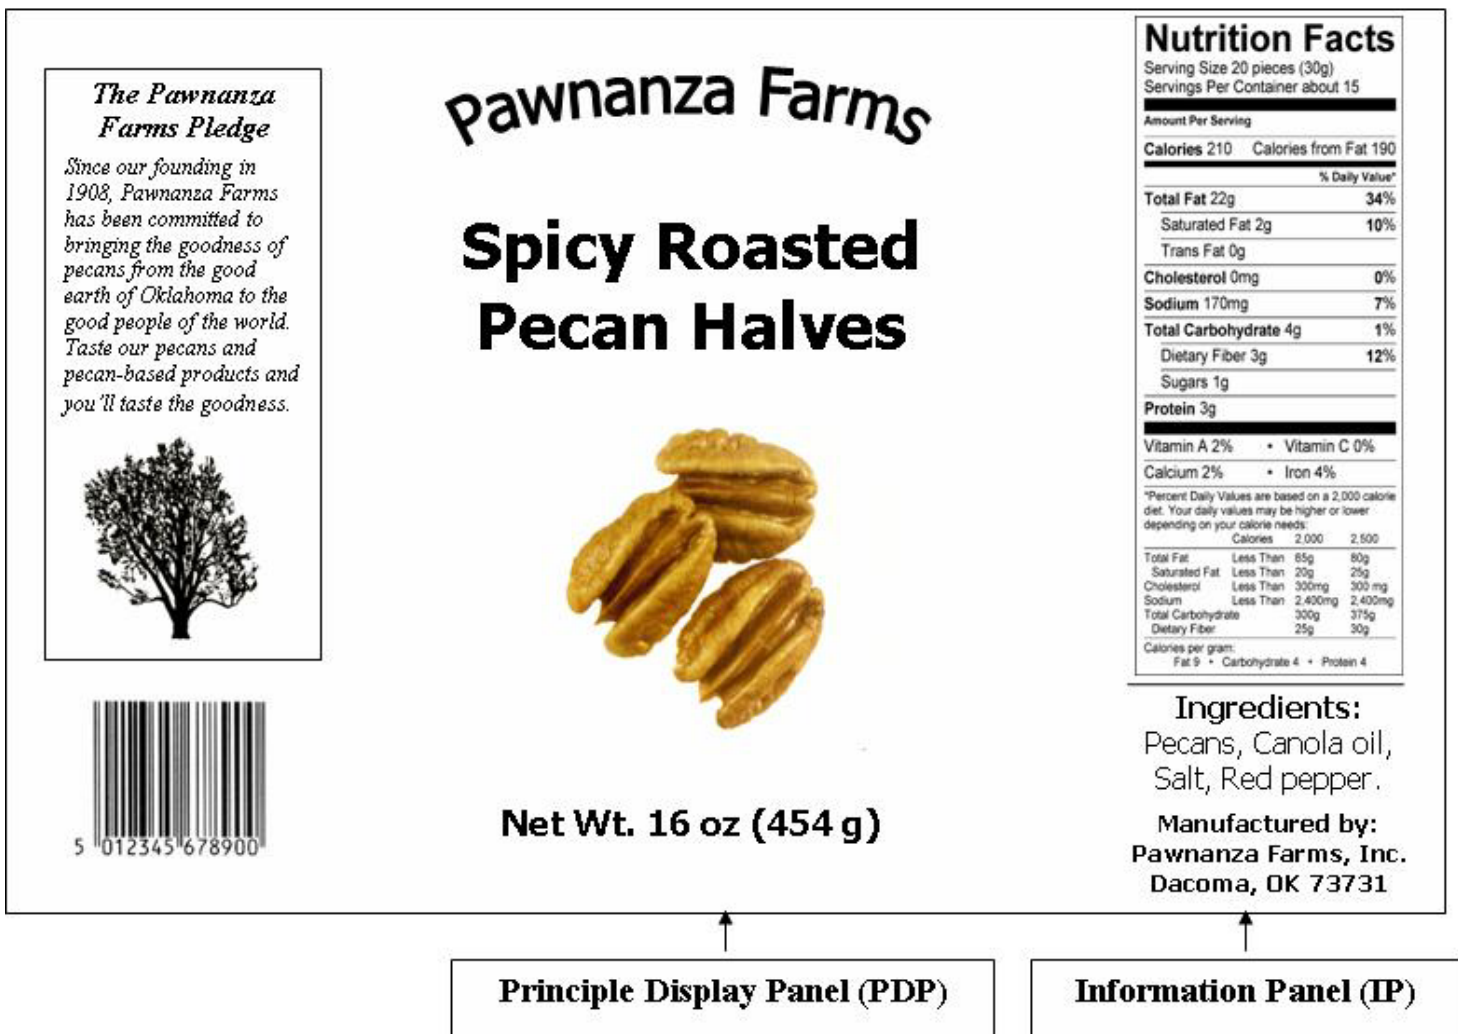 The Pawnanza
Farms Pledge
Since our founding in
1908, Pawnanza Farms
has been committed to
bringing the goodness of
pecans from the good
earth of Oklahoma to the
good people of the world.
Taste our pecans and
pecan-based products and
you'll taste the goodness.
5 012345 678900
Pawnanza Farms
Spicy Roasted
Pecan Halves
Net Wt. 16 oz (454 g)
Nutrition Facts
Serving Size 20 pieces (30g)
Servings Per Container about 15
Amount Per Serving
Calories 210 Calories from Fat 190
% Daily Value*
Total Fat 22g 34%
Saturated Fat 2g 10%
Trans Fat 0g
Cholesterol 0mg 0%
Sodium 170mg 7%
Total Carbohydrate 4g 1%
Dietary Fiber 3g 12%
Sugars 1g
Protein 3g
Vitamin A 2% • Vitamin C 0%
Calcium 2% • Iron 4%
*Percent Daily Values are based on a 2,000 calorie
diet. Your daily values may be higher or lower
depending on your calorie needs:
Calories 2,000 2,500
Total Fat Less Than 65g 80g
Saturated Fat Less Than 20g 25g
Cholesterol Less Than 300mg 300 mg
Sodium Less Than 2,400mg 2,400mg
Total Carbohydrate 300g 375g
Dietary Fiber 25g 30g
Calories per gram:
Fat 9 • Carbohydrate 4 • Protein 4
Ingredients:
Pecans, Canola oil,
Salt, Red pepper.
Manufactured by:
Pawnanza Farms, Inc.
Dacoma, OK 73731
Principle Display Panel (PDP)
Information Panel (IP)